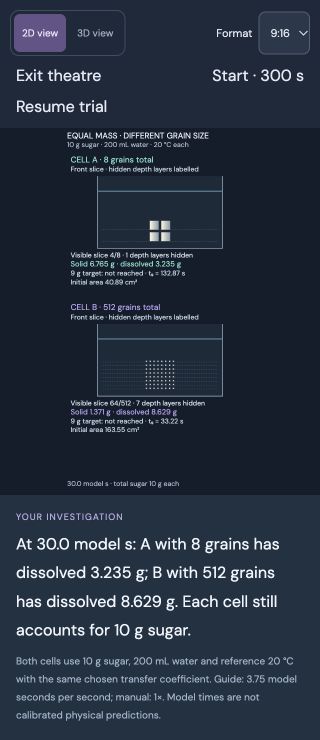 2D view
3D view
Format
9:16
Exit theatre
Start · 300 s
Resume trial
EQUAL MASS · DIFFERENT GRAIN SIZE
10 g sugar · 200 mL water · 20 °C each
CELL A · 8 grains total
Front slice · hidden depth layers labelled
Visible slice 4/8 · 1 depth layers hidden
Solid 6.765 g · dissolved 3.235 g
9 g target: not reached · tₐ = 132.87 s
Initial area 40.89 cm²
CELL B · 512 grains total
Front slice · hidden depth layers labelled
Visible slice 64/512 · 7 depth layers hidden
Solid 1.371 g · dissolved 8.629 g
9 g target: not reached · tₐ = 33.22 s
Initial area 163.55 cm²
30.0 model s · total sugar 10 g each
YOUR INVESTIGATION
At 30.0 model s: A with 8 grains has
dissolved 3.235 g; B with 512 grains
has dissolved 8.629 g. Each cell still
accounts for 10 g sugar.
Both cells use 10 g sugar, 200 mL water and reference 20 °C
with the same chosen transfer coefficient. Guide: 3.75 model
seconds per second; manual: 1×. Model times are not
calibrated physical predictions.